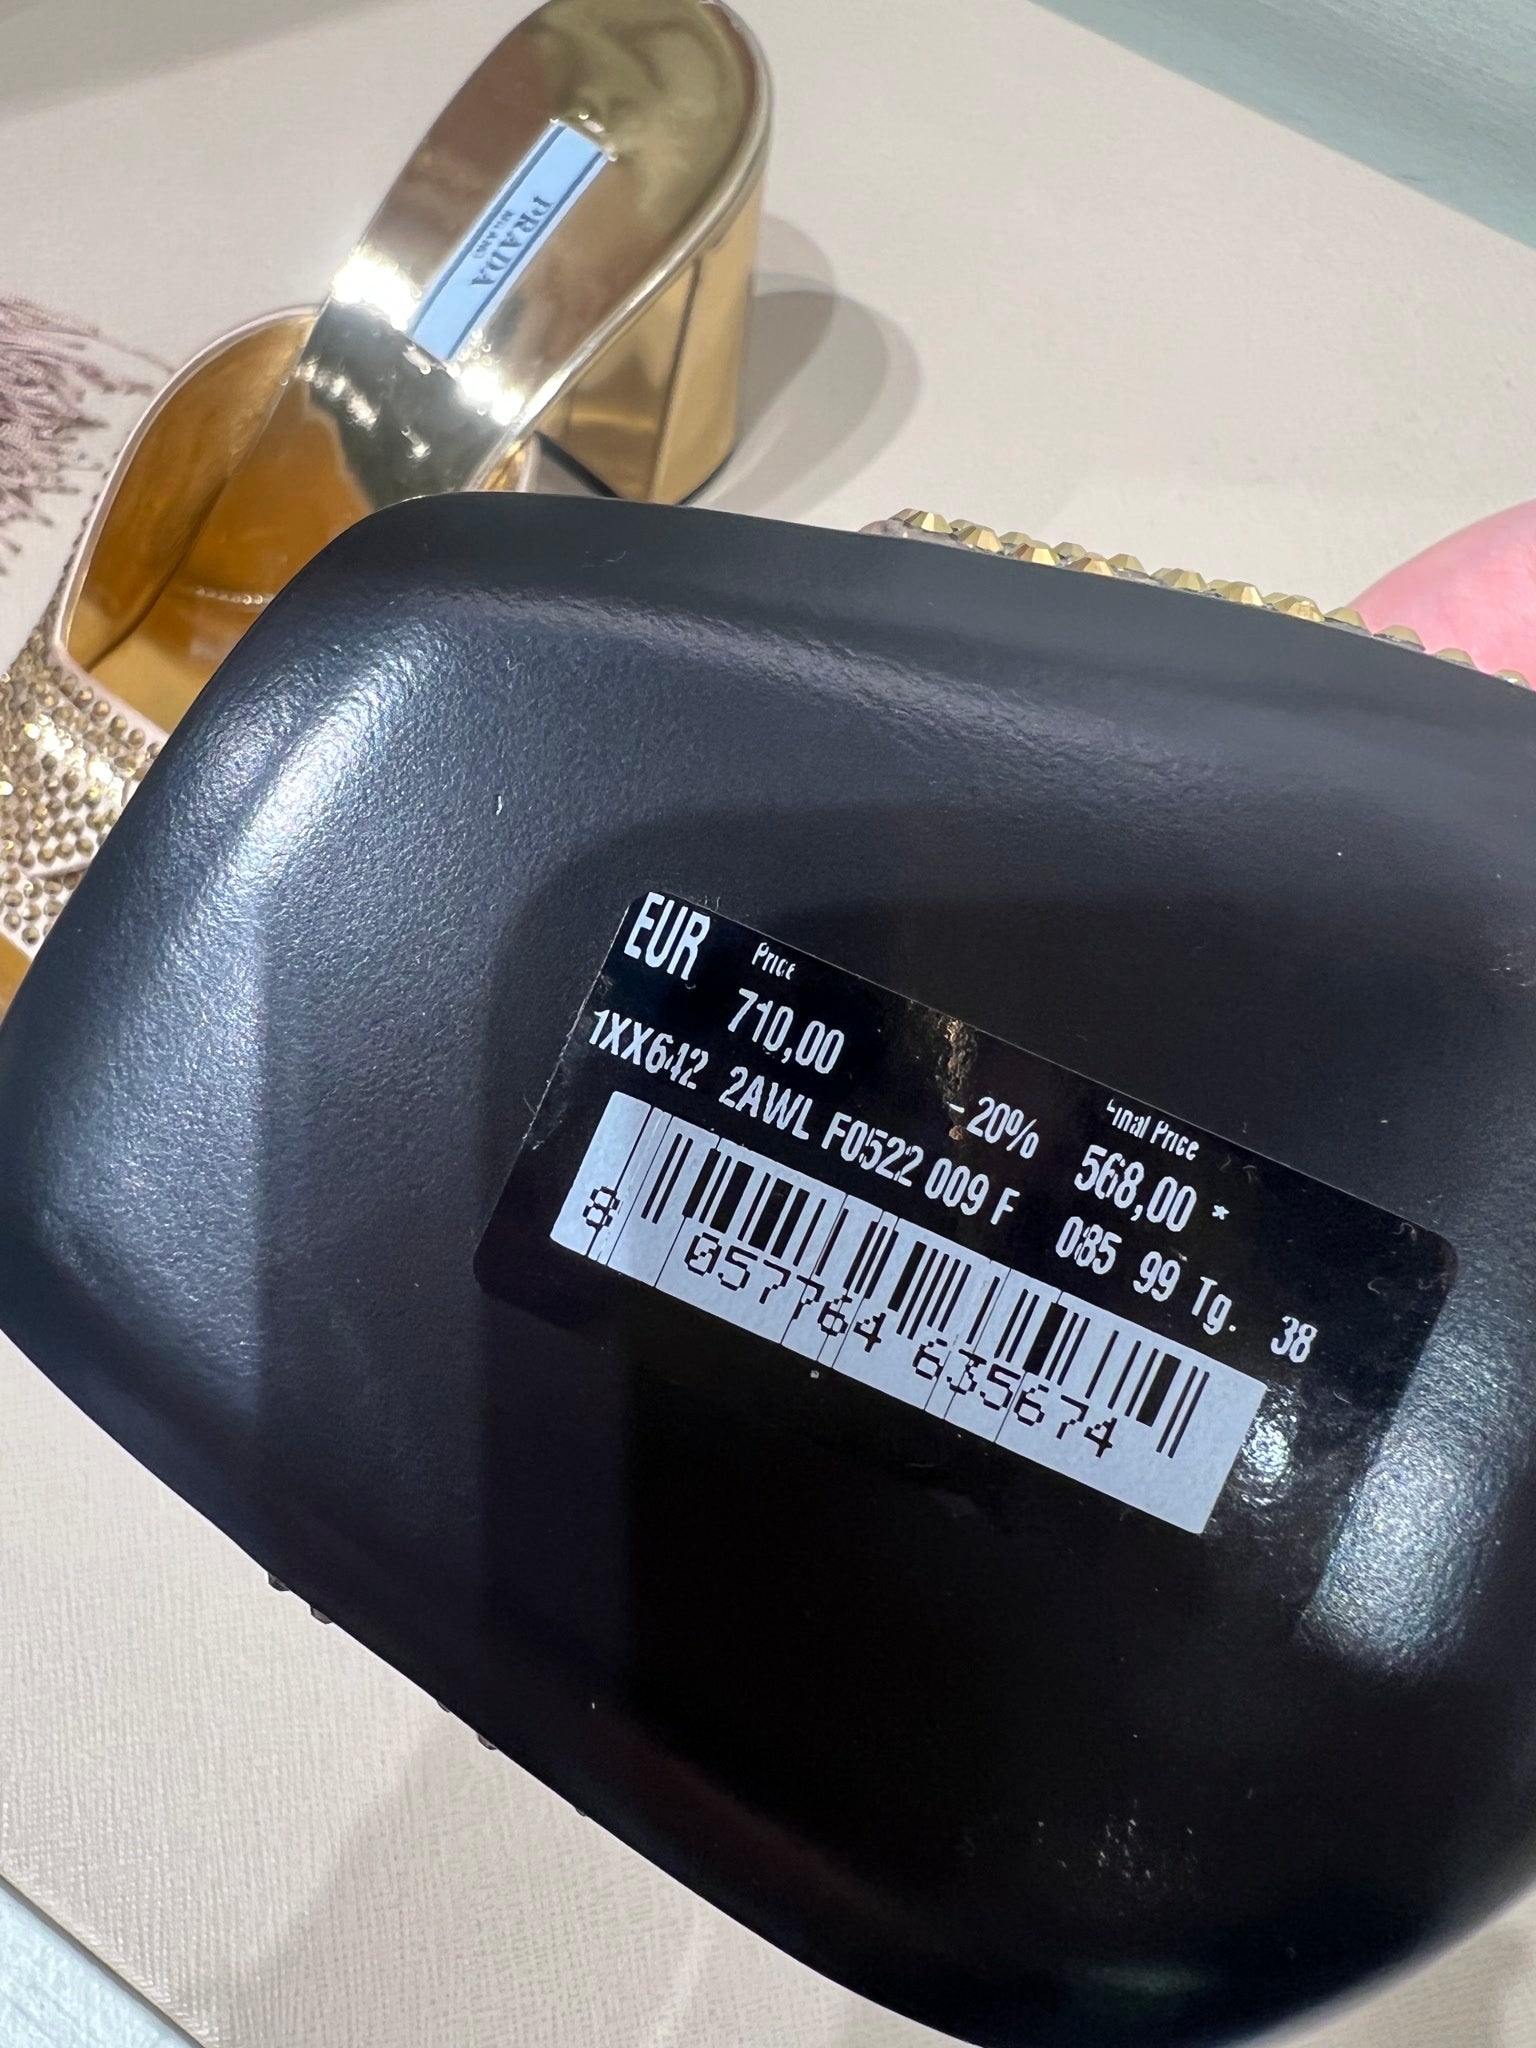 PRADA
MILANO
EUR Price
710,00 - 20% Final Price 568,00 *
1XX642 2AWL F0522 009 F 085 99 Tg. 38
8 057764 635674